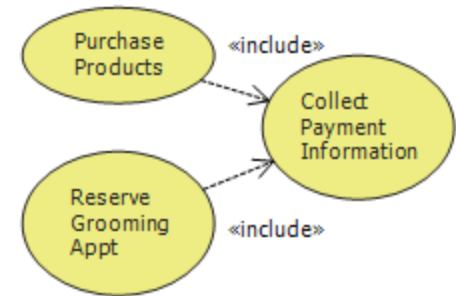 Purchase
Products
«include»
Collect
Payment
Information
Reserve
Grooming
Appt
«include»